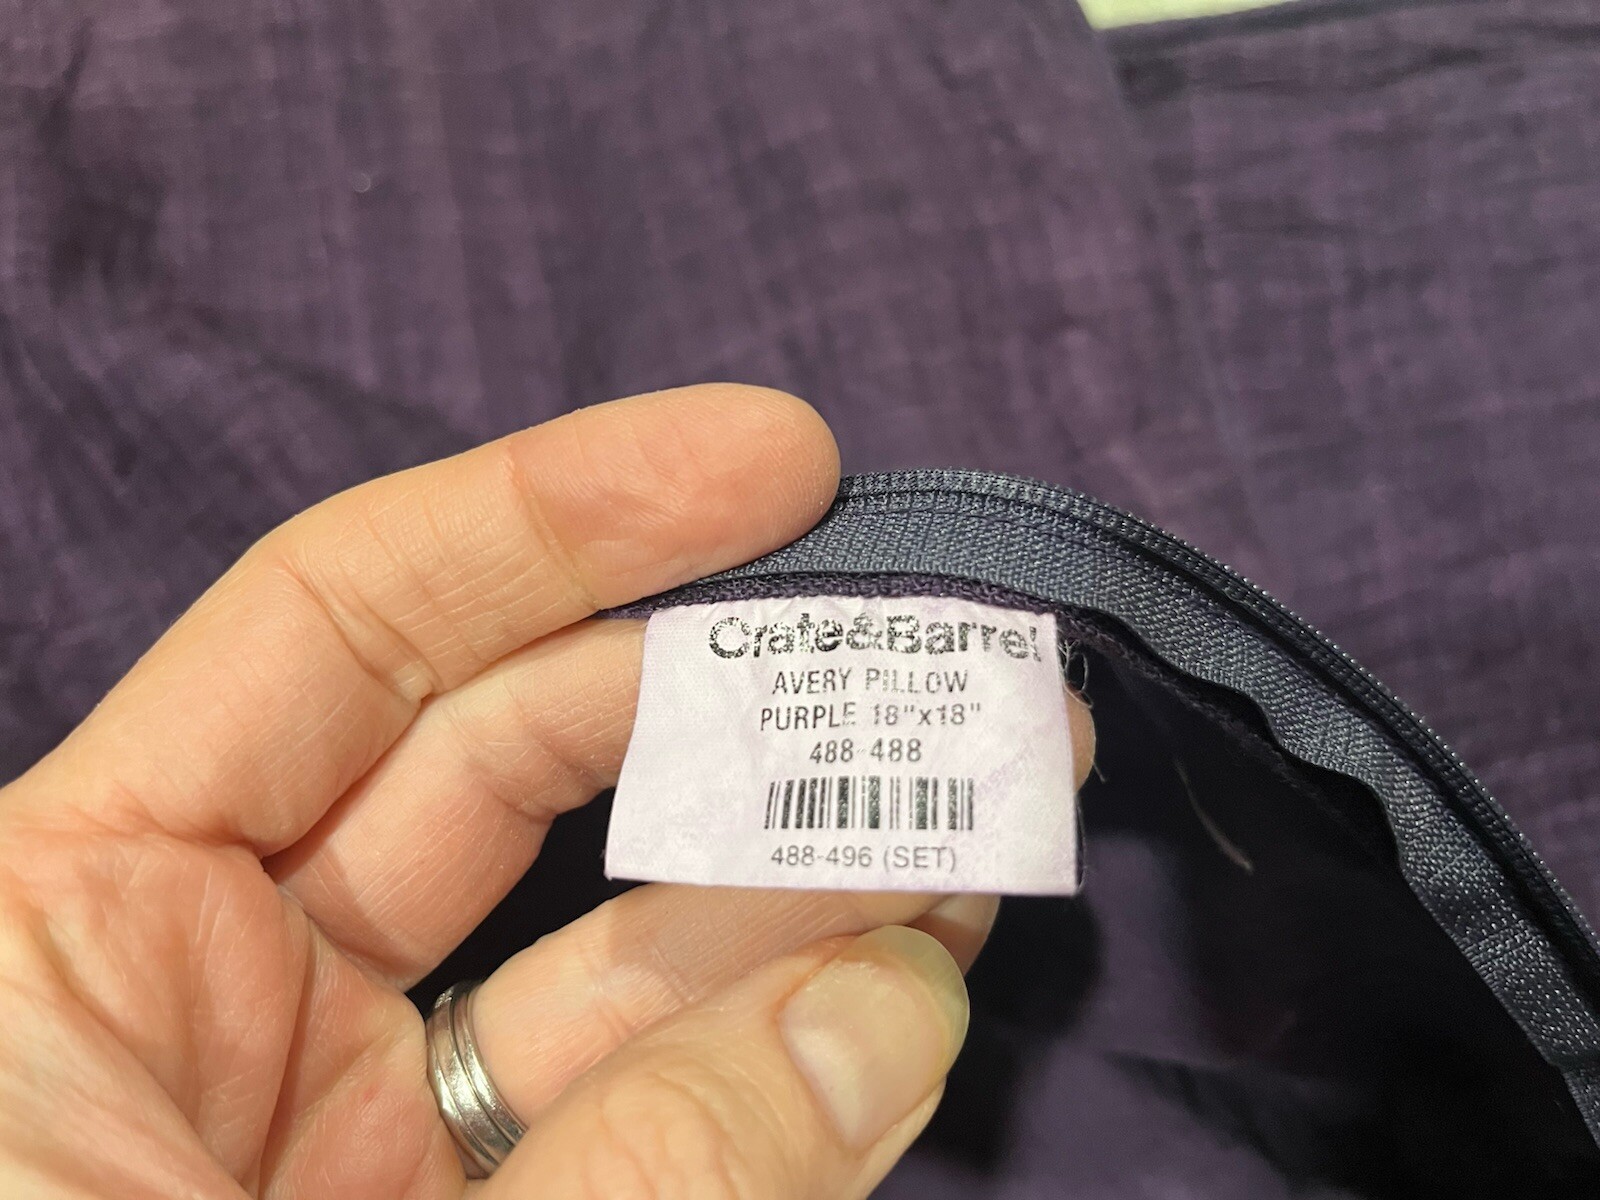 Crate&Barrel
AVERY PILLOW
PURPLE 18"x18"
488-488
488-496 (SET)